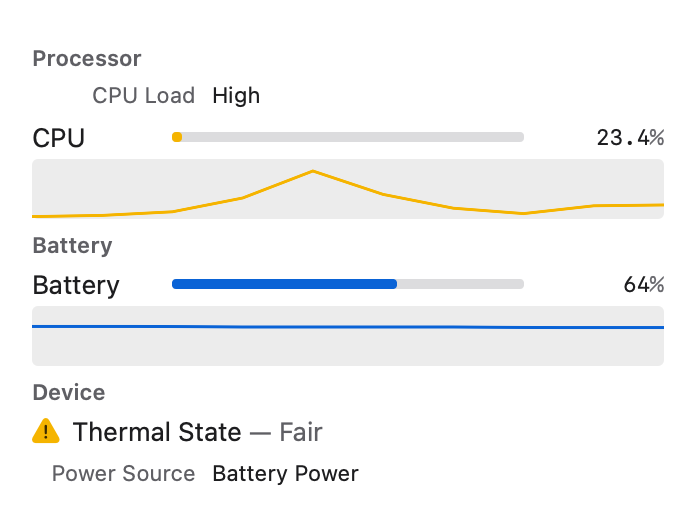 Processor
CPU Load High
CPU 23.4%
Battery
Battery 64%
Device
Thermal State — Fair
Power Source Battery Power